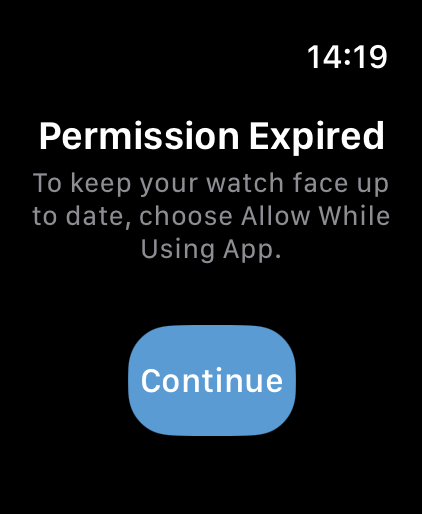 14:19
Permission Expired
To keep your watch face up
to date, choose Allow While
Using App.
Continue